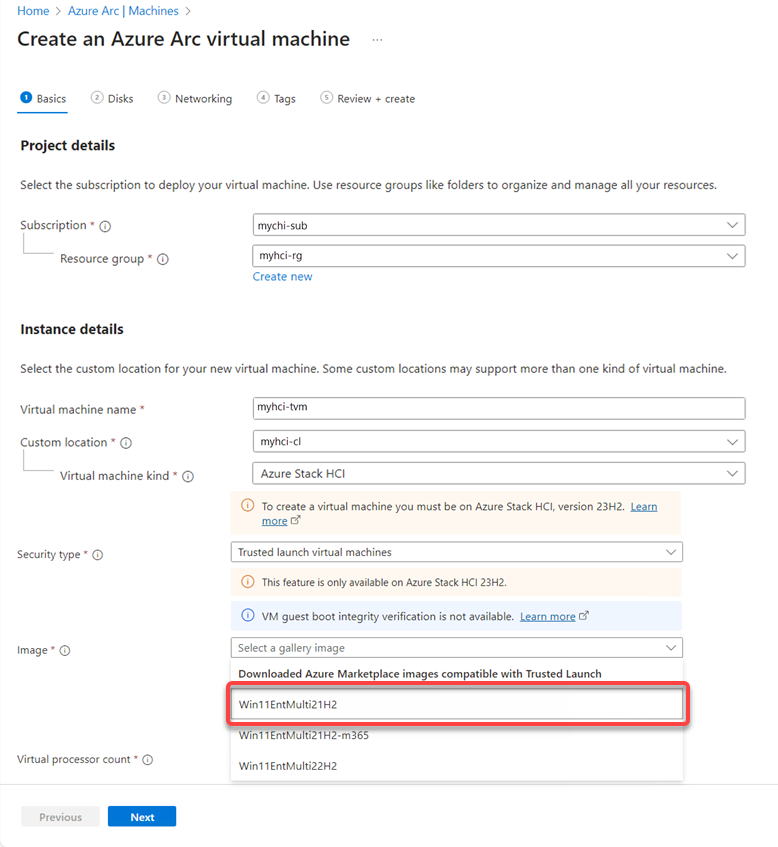 Home > Azure Arc | Machines >
Create an Azure Arc virtual machine ...
1 Basics 2 Disks 3 Networking 4 Tags 5 Review + create
Project details
Select the subscription to deploy your virtual machine. Use resource groups like folders to organize and manage all your resources.
Subscription * mychi-sub
Resource group * myhci-rg
Create new
Instance details
Select the custom location for your new virtual machine. Some custom locations may support more than one kind of virtual machine.
Virtual machine name * myhci-tvm
Custom location * myhci-cl
Virtual machine kind * Azure Stack HCI
To create a virtual machine you must be on Azure Stack HCI, version 23H2. Learn
more
Security type * Trusted launch virtual machines
This feature is only available on Azure Stack HCI 23H2.
VM guest boot integrity verification is not available. Learn more
Image * Select a gallery image
Downloaded Azure Marketplace images compatible with Trusted Launch
Win11EntMulti21H2
Win11EntMulti21H2-m365
Virtual processor count *
Win11EntMulti22H2
Previous Next